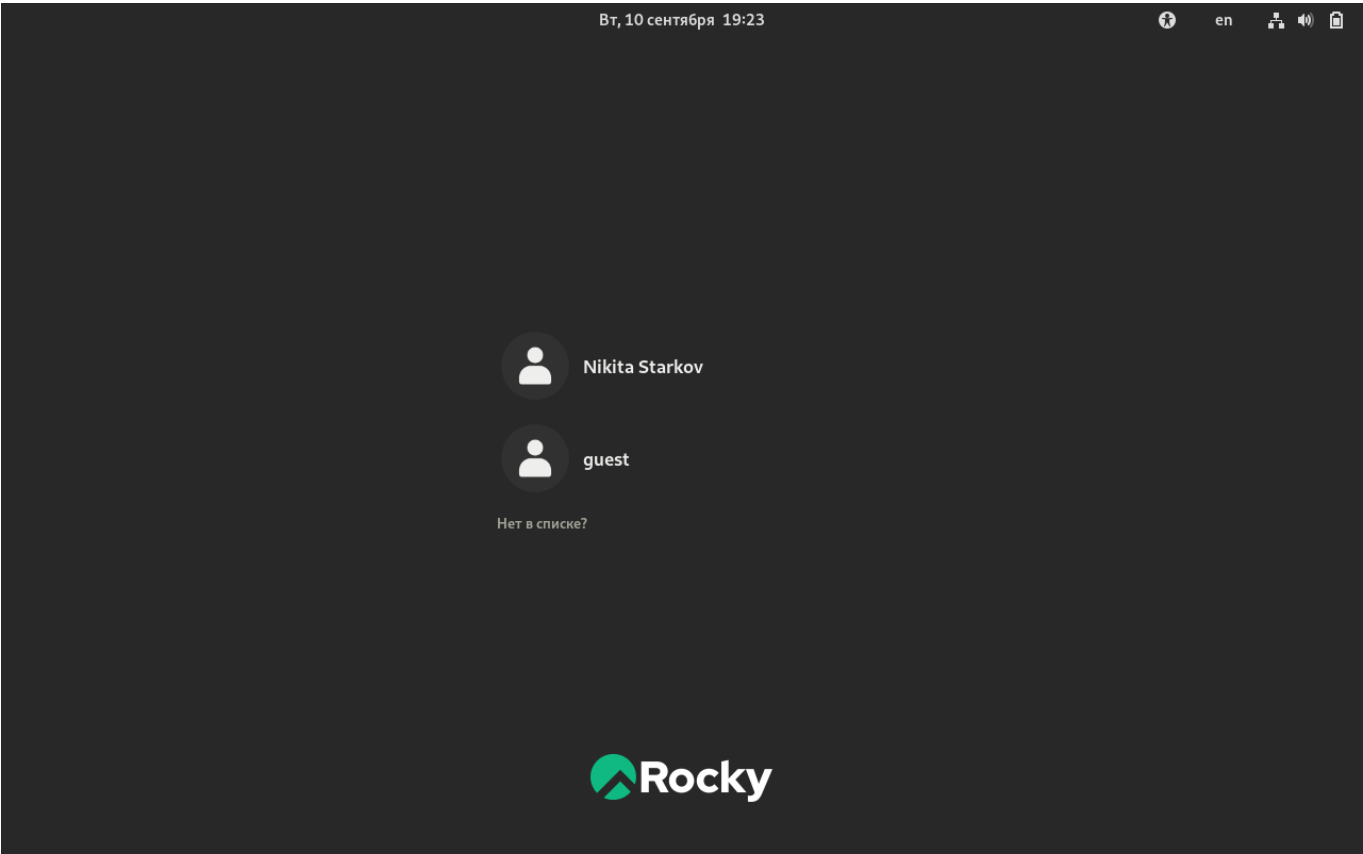 Вт, 10 сентября 19:23
en
Nikita Starkov
guest
Нет в списке?
Rocky